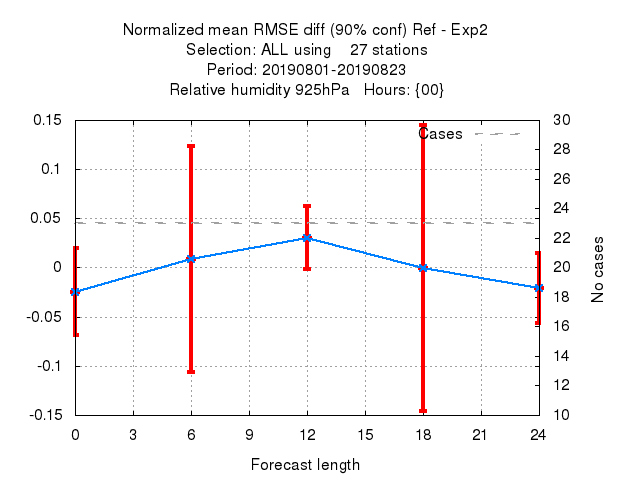 Normalized mean RMSE diff (90% conf) Ref - Exp2
Selection: ALL using    27 stations
Period: 20190801-20190823
Relative humidity 925hPa   Hours: {00}
0.15
0.1
0.05
0
-0.05
-0.1
-0.15
Cases
30
28
26
24
22
20
18
16
14
12
10
No cases
0 3 6 9 12 15 18 21 24
Forecast length